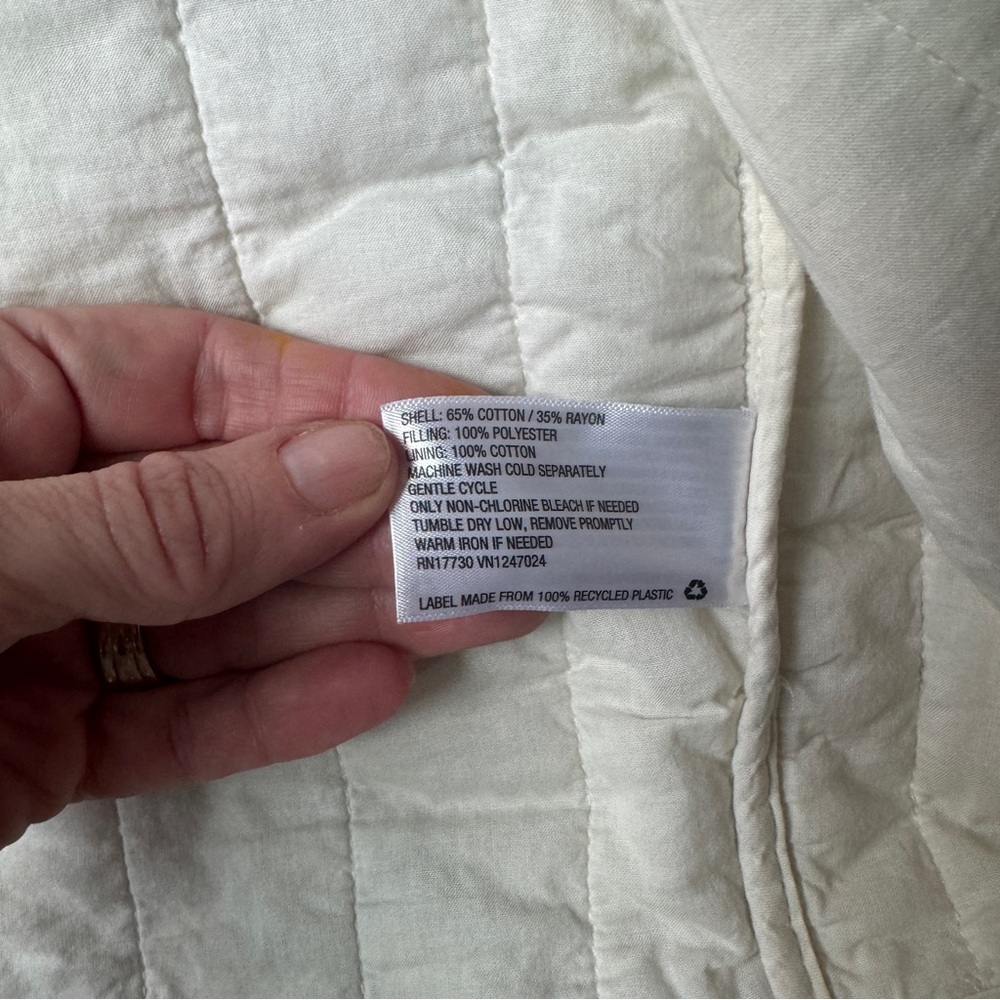 SHELL: 65% COTTON / 35% RAYON
FILLING: 100% POLYESTER
LINING: 100% COTTON
MACHINE WASH COLD SEPARATELY
GENTLE CYCLE
ONLY NON-CHLORINE BLEACH IF NEEDED
TUMBLE DRY LOW, REMOVE PROMPTLY
WARM IRON IF NEEDED
RN17730 VN1247024
LABEL MADE FROM 100% RECYCLED PLASTIC